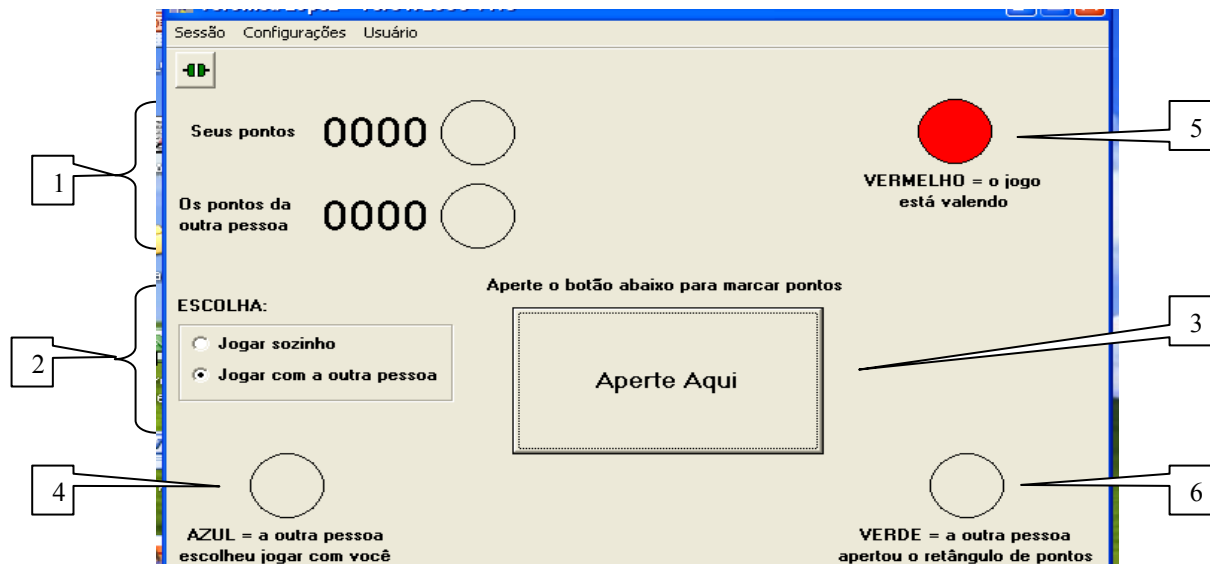 Sessão Configurações Usuário
Seus pontos 0000
Os pontos da
outra pessoa 0000
VERMELHO = o jogo
está valendo
Aperte o botão abaixo para marcar pontos
ESCOLHA:
Jogar sozinho
Jogar com a outra pessoa
Aperte Aqui
AZUL = a outra pessoa
escolheu jogar com você
VERDE = a outra pessoa
apertou o retângulo de pontos
1
2
3
4
5
6